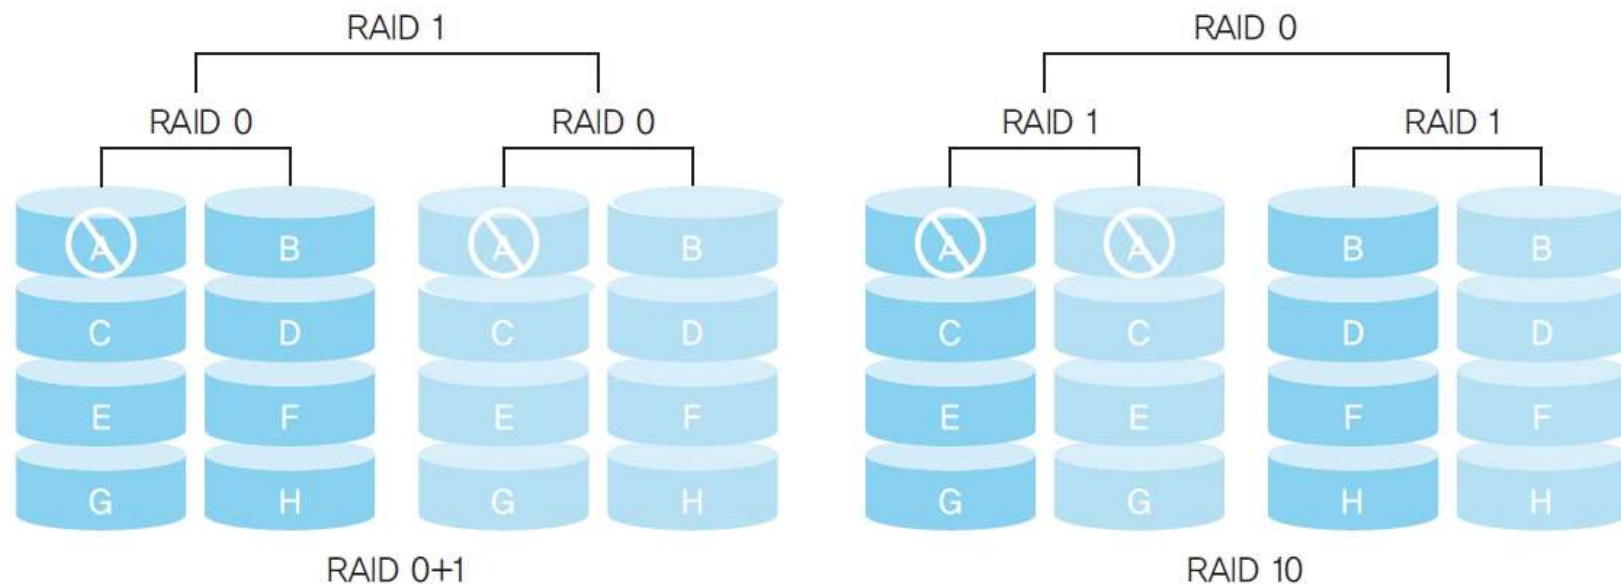 RAID 1
RAID 0
RAID 0
RAID 0
RAID 1
RAID 1
A B A B A A B B
C D C D C C D D
E F E F E E F F
G H G H G G H H
RAID 0+1
RAID 10